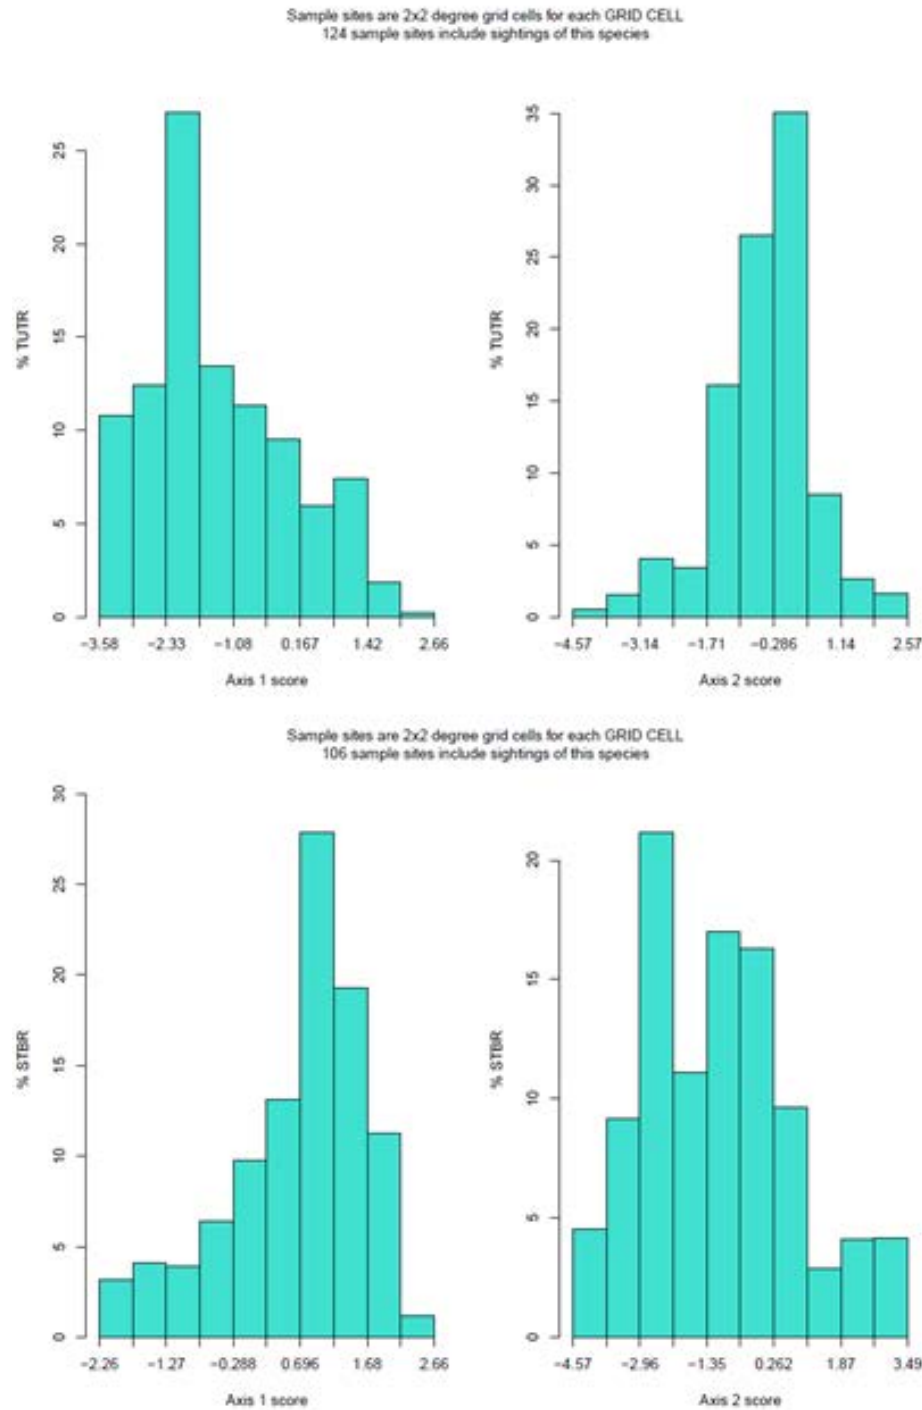 Sample sites are 2x2 degree grid cells for each GRID CELL
124 sample sites include sightings of this species
% TUTR
0
5
10
15
20
25
−3.58 −2.33 −1.08 0.167 1.42 2.66
Axis 1 score
% TUTR
0
5
10
15
20
25
30
35
−4.57 −3.14 −1.71 −0.286 1.14 2.57
Axis 2 score
Sample sites are 2x2 degree grid cells for each GRID CELL
106 sample sites include sightings of this species
% STBR
0
5
10
15
20
25
30
−2.26 −1.27 −0.288 0.696 1.68 2.66
Axis 1 score
% STBR
0
5
10
15
20
−4.57 −2.96 −1.35 0.262 1.87 3.49
Axis 2 score